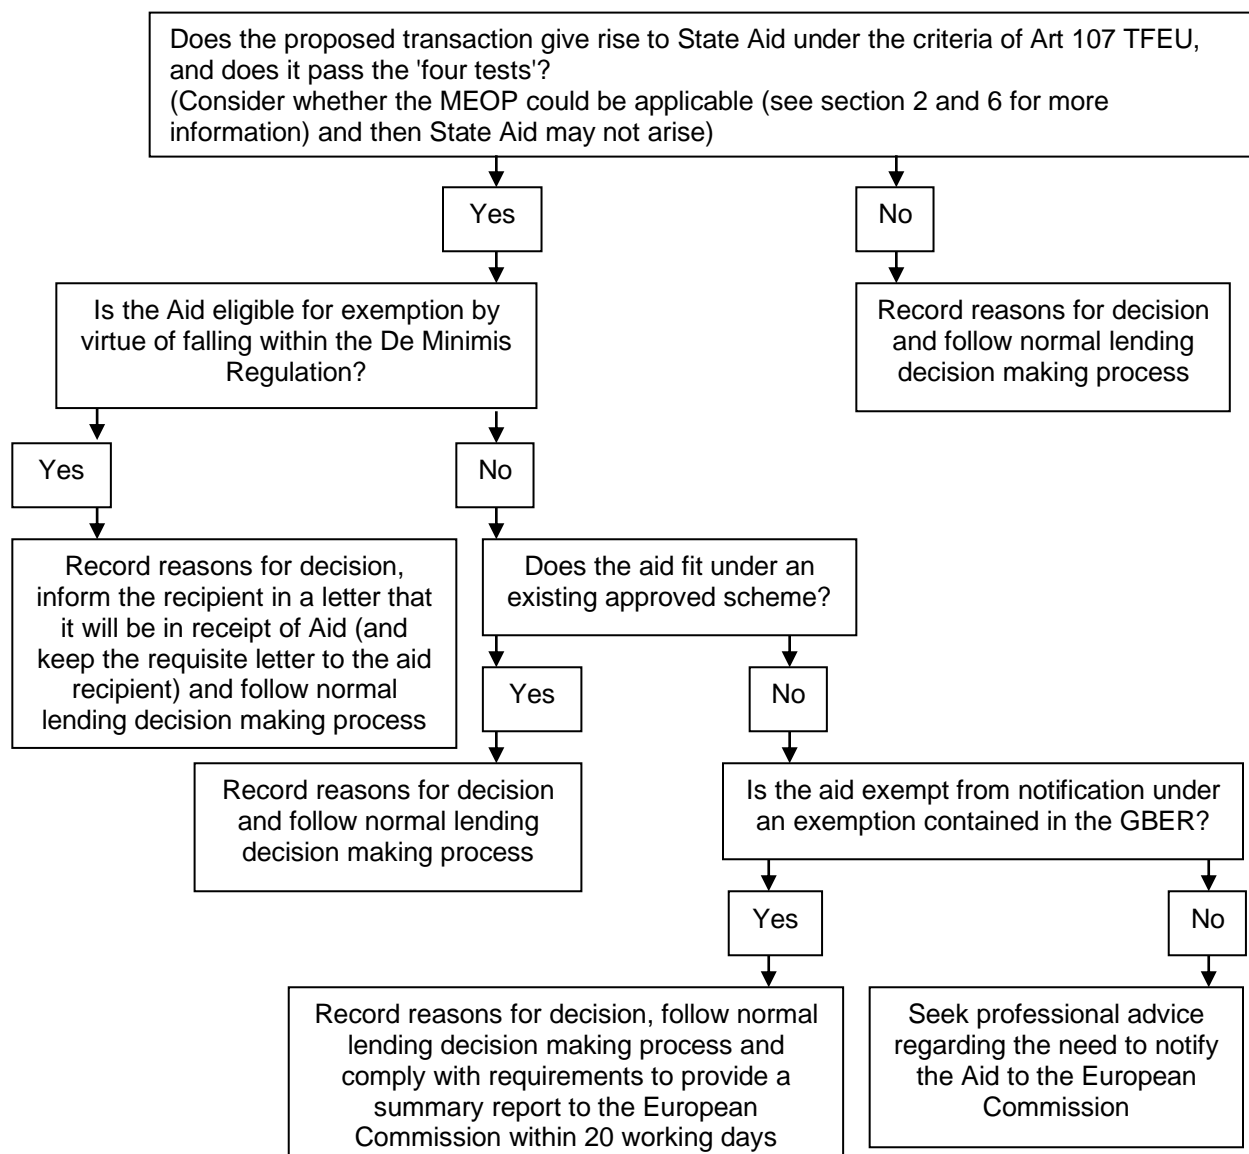 Does the proposed transaction give rise to State Aid under the criteria of Art 107 TFEU,
and does it pass the 'four tests'?
(Consider whether the MEOP could be applicable (see section 2 and 6 for more
information) and then State Aid may not arise)
Yes
No
Is the Aid eligible for exemption by
virtue of falling within the De Minimis
Regulation?
Record reasons for decision
and follow normal lending
decision making process
Yes
No
Record reasons for decision,
inform the recipient in a letter that
it will be in receipt of Aid (and
keep the requisite letter to the aid
recipient) and follow normal
lending decision making process
Does the aid fit under an
existing approved scheme?
Yes
No
Record reasons for decision
and follow normal lending
decision making process
Is the aid exempt from notification under
an exemption contained in the GBER?
Yes
No
Record reasons for decision, follow normal
lending decision making process and
comply with requirements to provide a
summary report to the European
Commission within 20 working days
Seek professional advice
regarding the need to notify
the Aid to the European
Commission